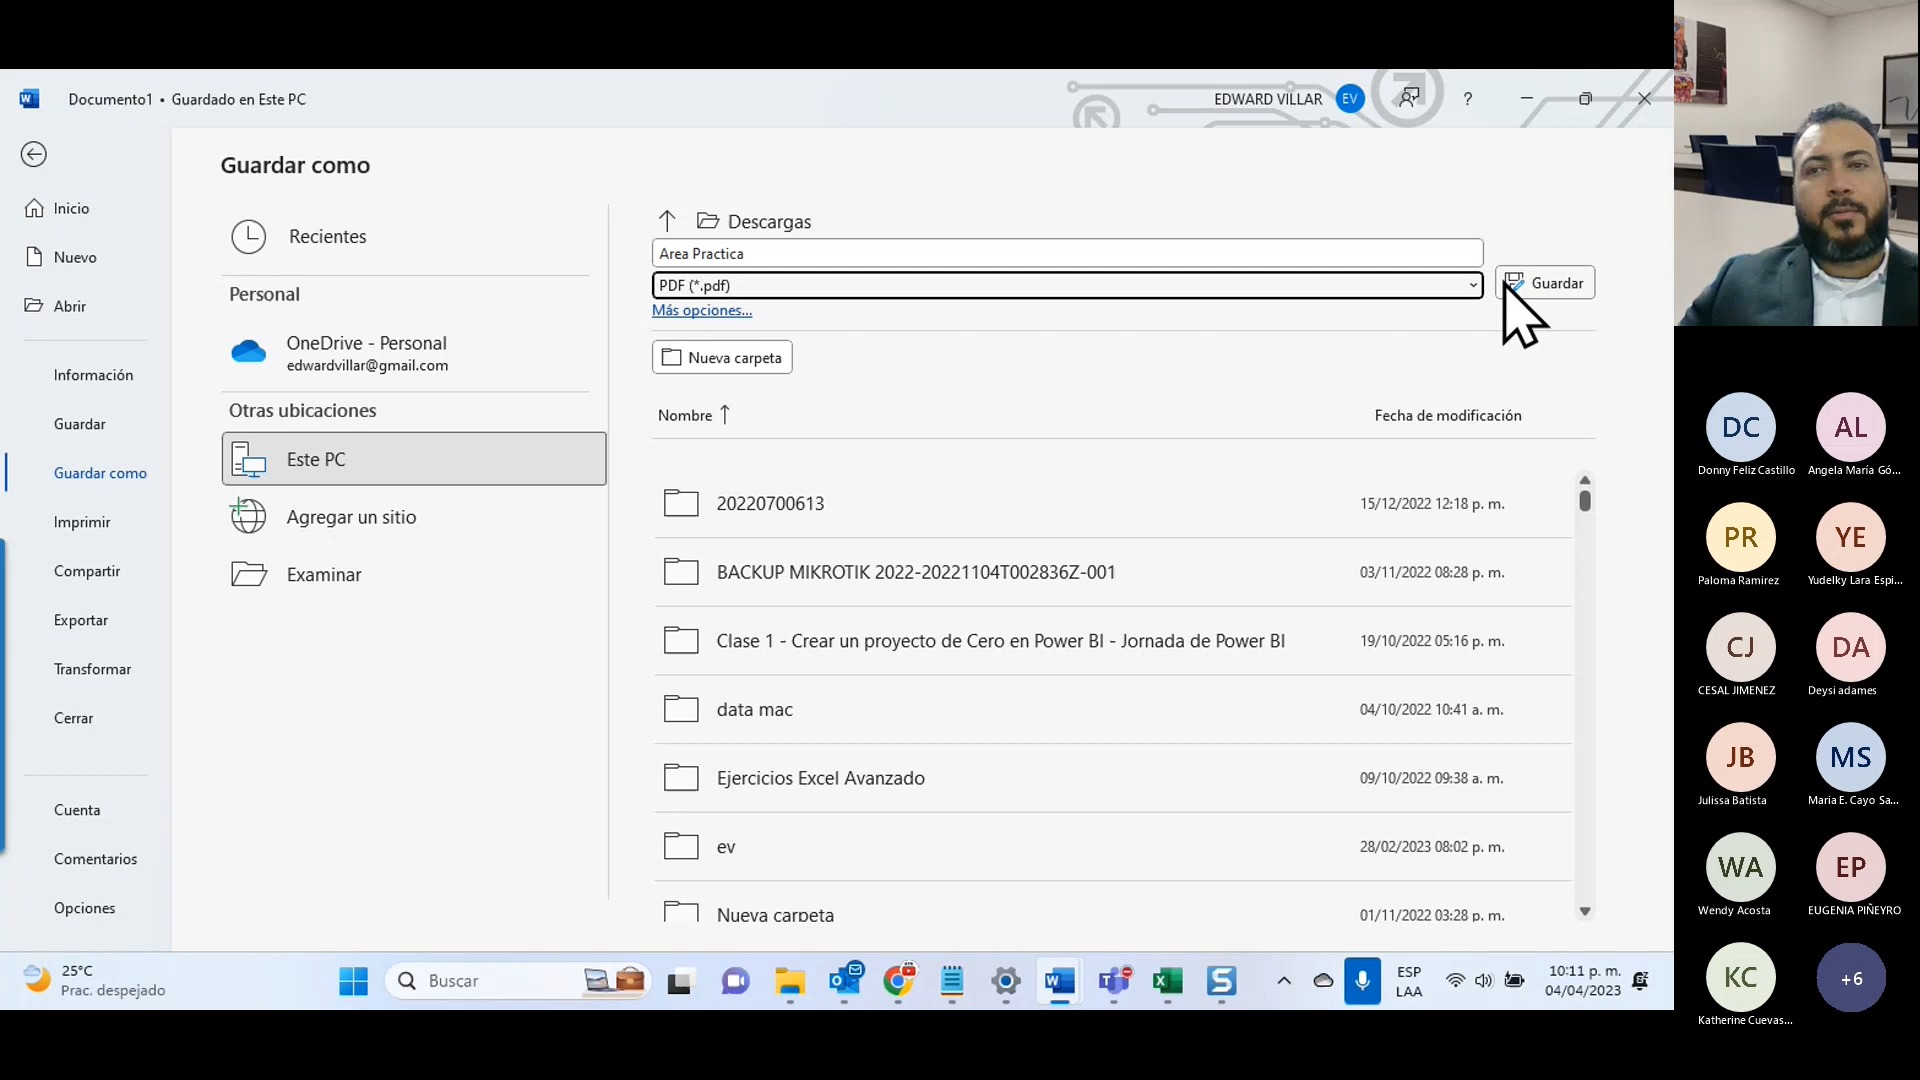 Documento1 • Guardado en Este PC
EDWARD VILLAR
EV
?
Inicio
Nuevo
Abrir
Información
Guardar
Guardar como
Imprimir
Compartir
Exportar
Transformar
Cerrar
Cuenta
Comentarios
Opciones
Guardar como
Recientes
Personal
OneDrive - Personal
edwardvillar@gmail.com
Otras ubicaciones
Este PC
Agregar un sitio
Examinar
Descargas
Area Practica
PDF (*.pdf)
Guardar
Más opciones...
Nueva carpeta
Nombre ↑ Fecha de modificación
20220700613 15/12/2022 12:18 p. m.
BACKUP MIKROTIK 2022-20221104T002836Z-001 03/11/2022 08:28 p. m.
Clase 1 - Crear un proyecto de Cero en Power BI - Jornada de Power BI 19/10/2022 05:16 p. m.
data mac 04/10/2022 10:41 a. m.
Ejercicios Excel Avanzado 09/10/2022 09:38 a. m.
ev 28/02/2023 08:02 p. m.
Nueva carpeta 01/11/2022 03:28 p. m.
25°C
Prac. despejado
Buscar
ESP
LAA
10:11 p. m.
04/04/2023
DC AL
Donny Feliz Castillo Angela María Gó...
PR YE
Paloma Ramirez Yudelky Lara Espi...
CJ DA
CESAL JIMENEZ Deysi adames
JB MS
Julissa Batista Maria E. Cayo Sa...
WA EP
Wendy Acosta EUGENIA PIÑEYRO
KC +6
Katherine Cuevas...